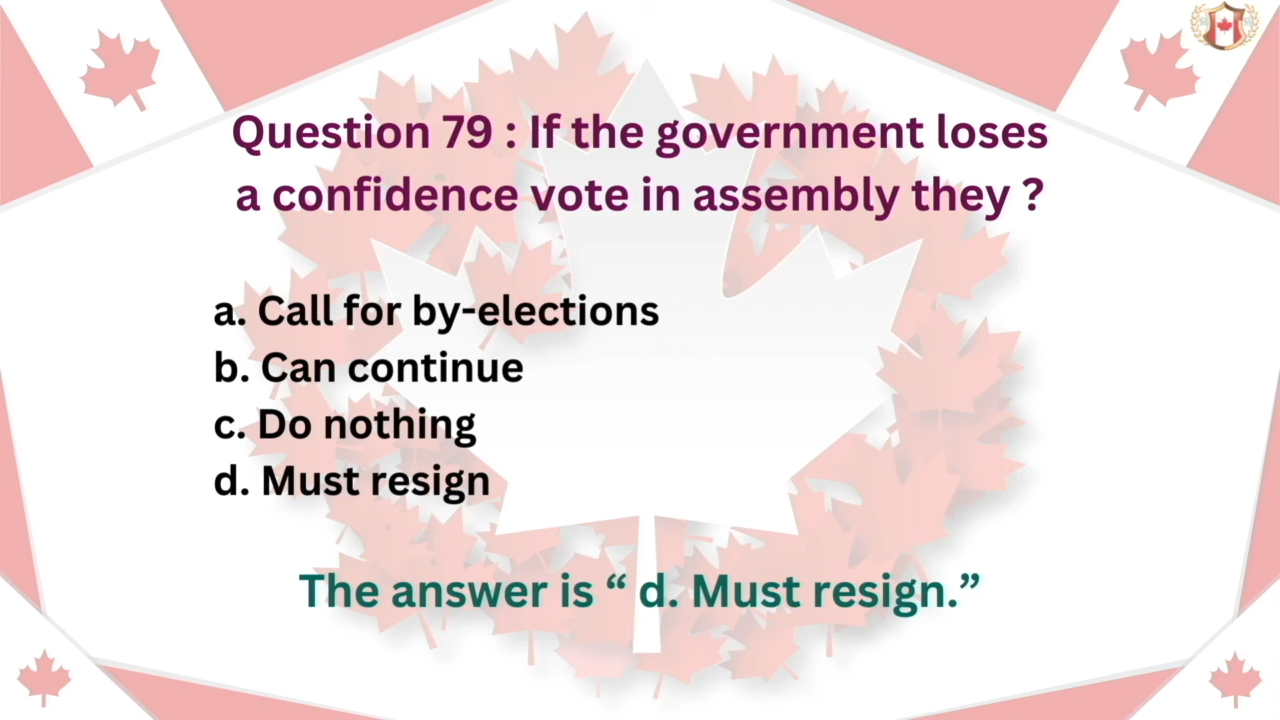 Question 79 : If the government loses
a confidence vote in assembly they ?
a. Call for by-elections
b. Can continue
c. Do nothing
d. Must resign
The answer is “ d. Must resign.”